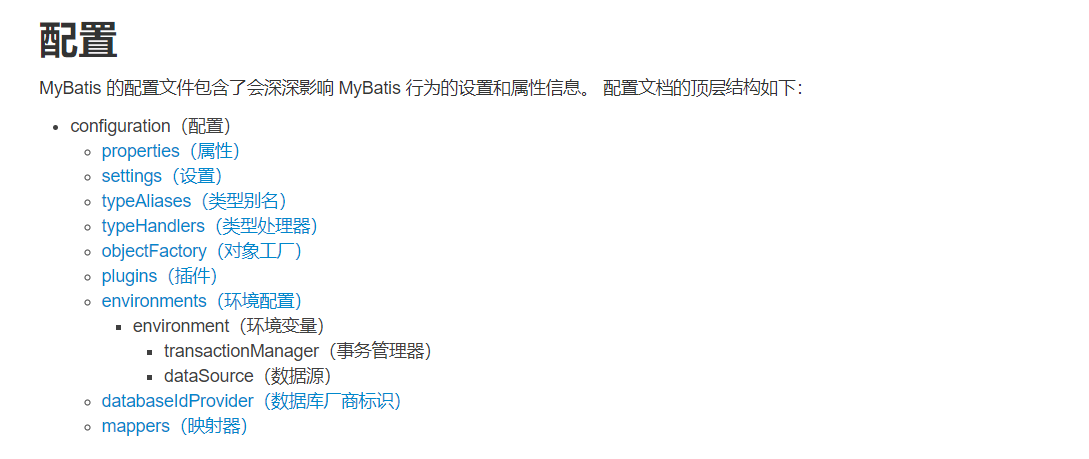 配置
MyBatis 的配置文件包含了会深深影响 MyBatis 行为的设置和属性信息。 配置文档的顶层结构如下：
configuration（配置）
properties（属性）
settings（设置）
typeAliases（类型别名）
typeHandlers（类型处理器）
objectFactory（对象工厂）
plugins（插件）
environments（环境配置）
environment（环境变量）
transactionManager（事务管理器）
dataSource（数据源）
databaseIdProvider（数据库厂商标识）
mappers（映射器）